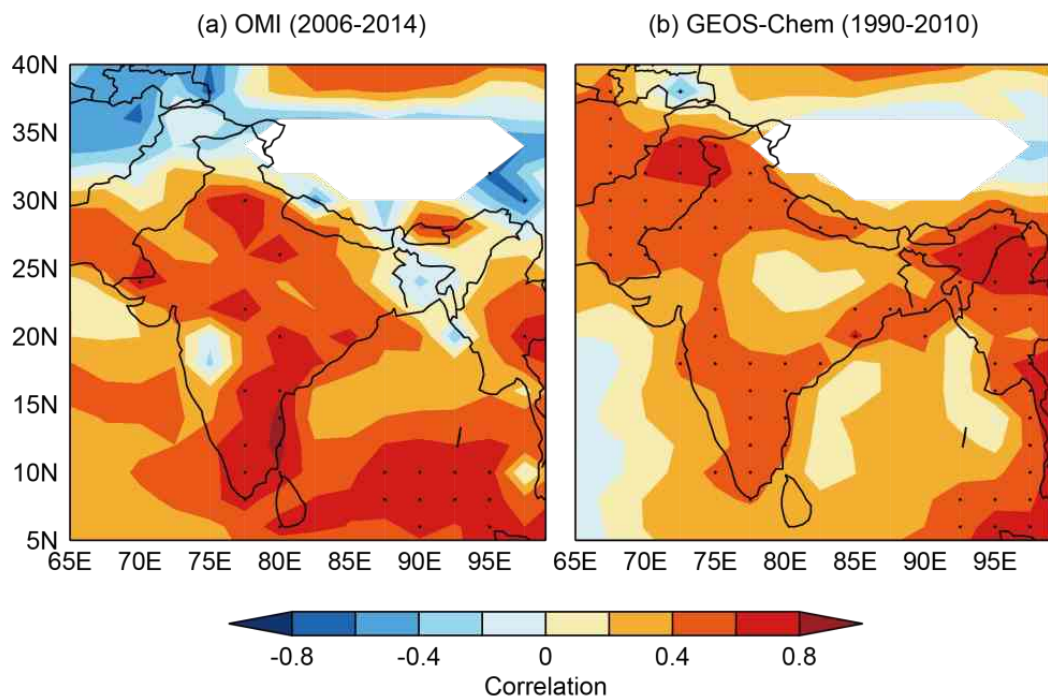 (a) OMI (2006-2014)
(b) GEOS-Chem (1990-2010)
40N
35N
30N
25N
20N
15N
10N
5N
65E 70E 75E 80E 85E 90E 95E
65E 70E 75E 80E 85E 90E 95E
-0.8 -0.4 0 0.4 0.8
Correlation